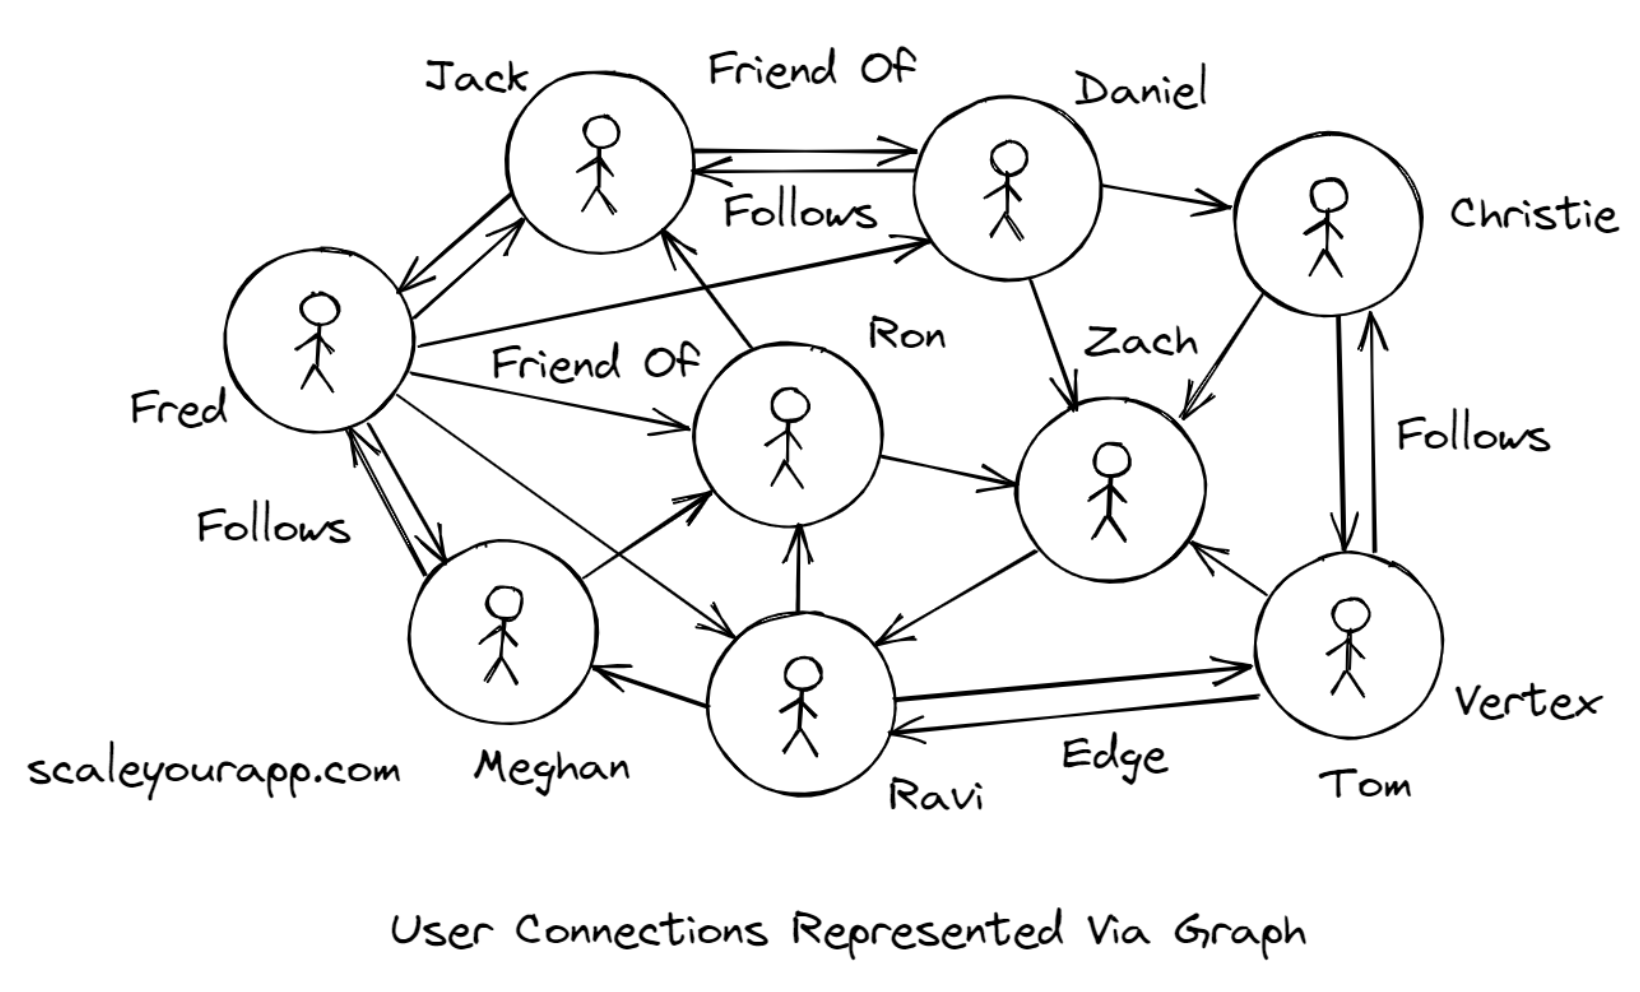 Jack
Friend Of
Daniel
Follows
Christie
Ron
Zach
Friend Of
Fred
Follows
Follows
Vertex
scaleyourapp.com
Meghan
Edge
Ravi
Tom
User Connections Represented Via Graph